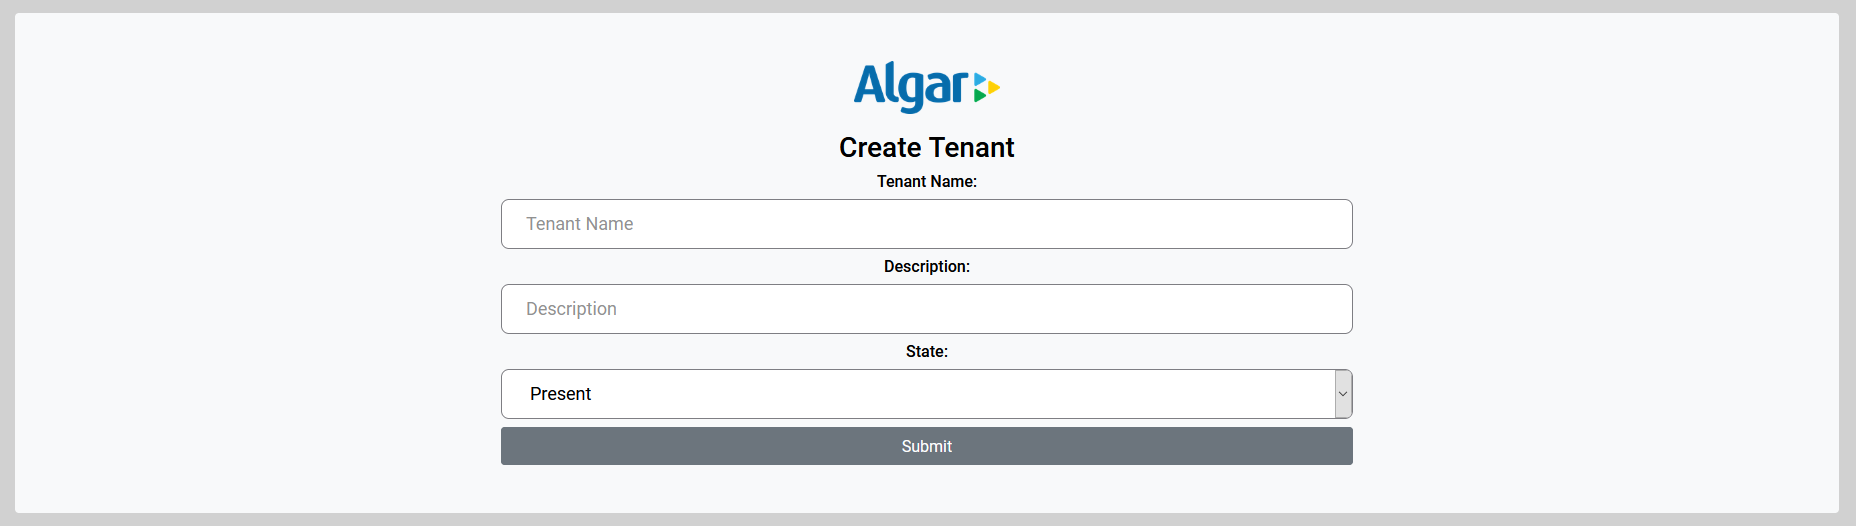 Algar
Create Tenant
Tenant Name:
Tenant Name
Description:
Description
State:
Present
Submit